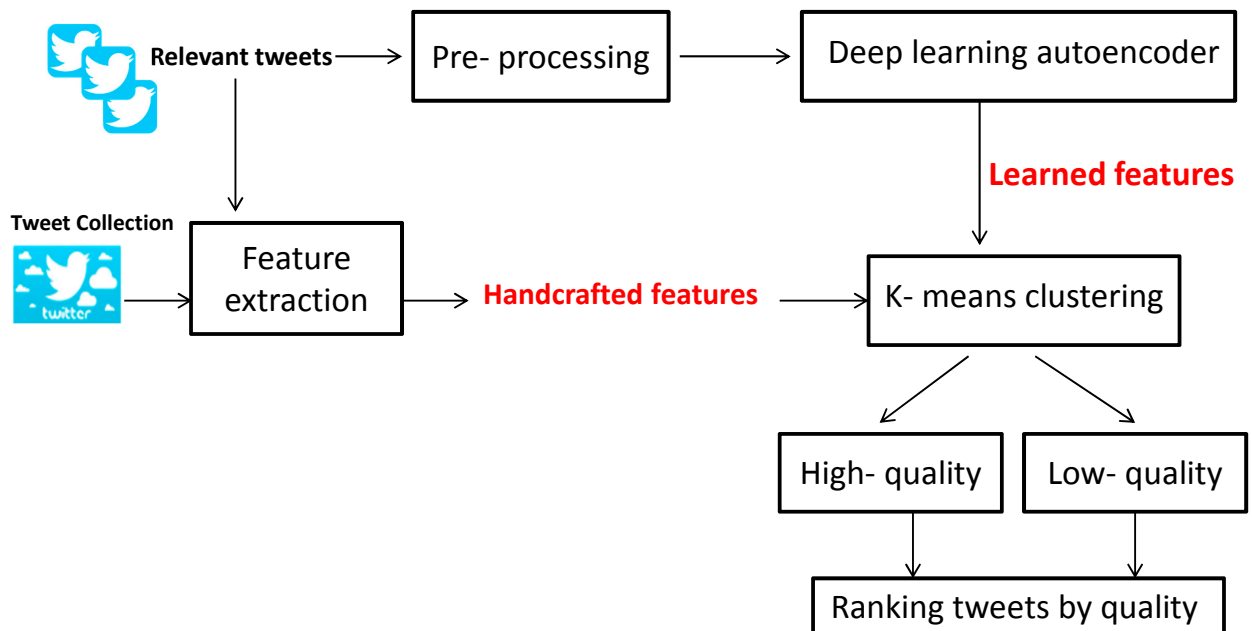 Relevant tweets
Pre- processing
Deep learning autoencoder
Learned features
Tweet Collection
twitter
Feature
extraction
Handcrafted features
K- means clustering
High- quality
Low- quality
Ranking tweets by quality